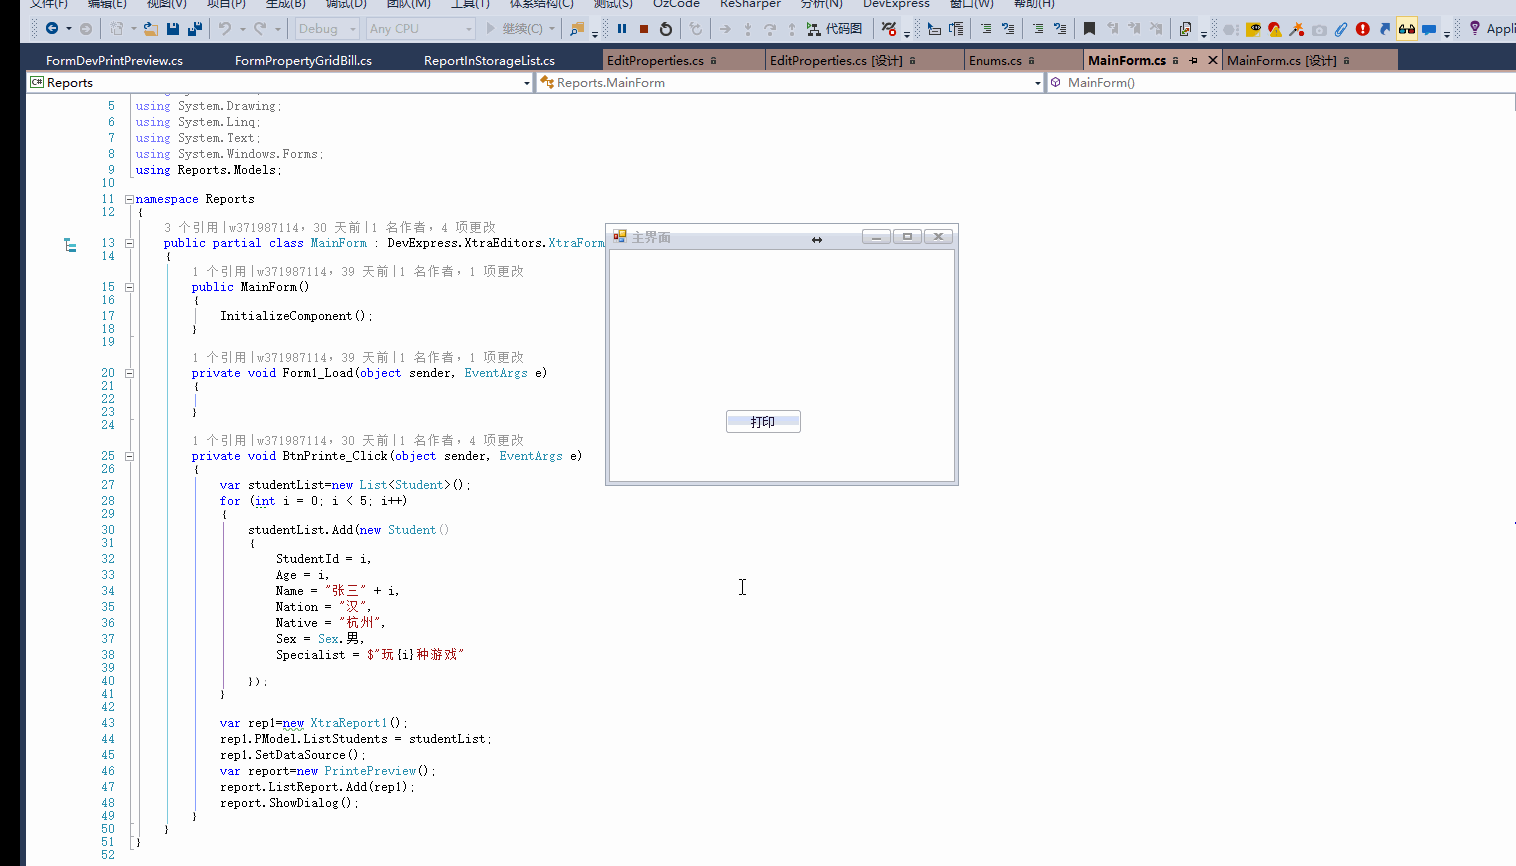 文件(F) 编辑(E) 视图(V) 项目(P) 生成(B) 调试(D) 团队(M) 工具(T) 体系结构(C) 测试(S) OzCode ReSharper 分析(N) DevExpress 窗口(W) 帮助(H)
Debug Any CPU 继续(C) 代码图 Appli
FormDevPrintPreview.cs FormPropertyGridBill.cs ReportInStorageList.cs EditProperties.cs EditProperties.cs [设计] Enums.cs MainForm.cs MainForm.cs [设计]
C# Reports Reports.MainForm MainForm()
5 using System.Drawing;
6 using System.Linq;
7 using System.Text;
8 using System.Windows.Forms;
9 using Reports.Models;
10
11 namespace Reports
12 {
3 个引用|w371987114，30 天前|1 名作者，4 项更改
13 public partial class MainForm : DevExpress.XtraEditors.XtraForm
14 {
1 个引用|w371987114，39 天前|1 名作者，1 项更改
15 public MainForm()
16 {
17 InitializeComponent();
18 }
19
1 个引用|w371987114，39 天前|1 名作者，1 项更改
20 private void Form1_Load(object sender, EventArgs e)
21 {
22
23 }
24
1 个引用|w371987114，30 天前|1 名作者，4 项更改
25 private void BtnPrinte_Click(object sender, EventArgs e)
26 {
27 var studentList=new List<Student>();
28 for (int i = 0; i < 5; i++)
29 {
30 studentList.Add(new Student()
31 {
32 StudentId = i,
33 Age = i,
34 Name = "张三" + i,
35 Nation = "汉",
36 Native = "杭州",
37 Sex = Sex.男,
38 Specialist = $"玩{i}种游戏"
39
40 });
41 }
42
43 var rep1=new XtraReport1();
44 rep1.PModel.ListStudents = studentList;
45 rep1.SetDataSource();
46 var report=new PrintePreview();
47 report.ListReport.Add(rep1);
48 report.ShowDialog();
49 }
50 }
51 }
52
主界面
打印